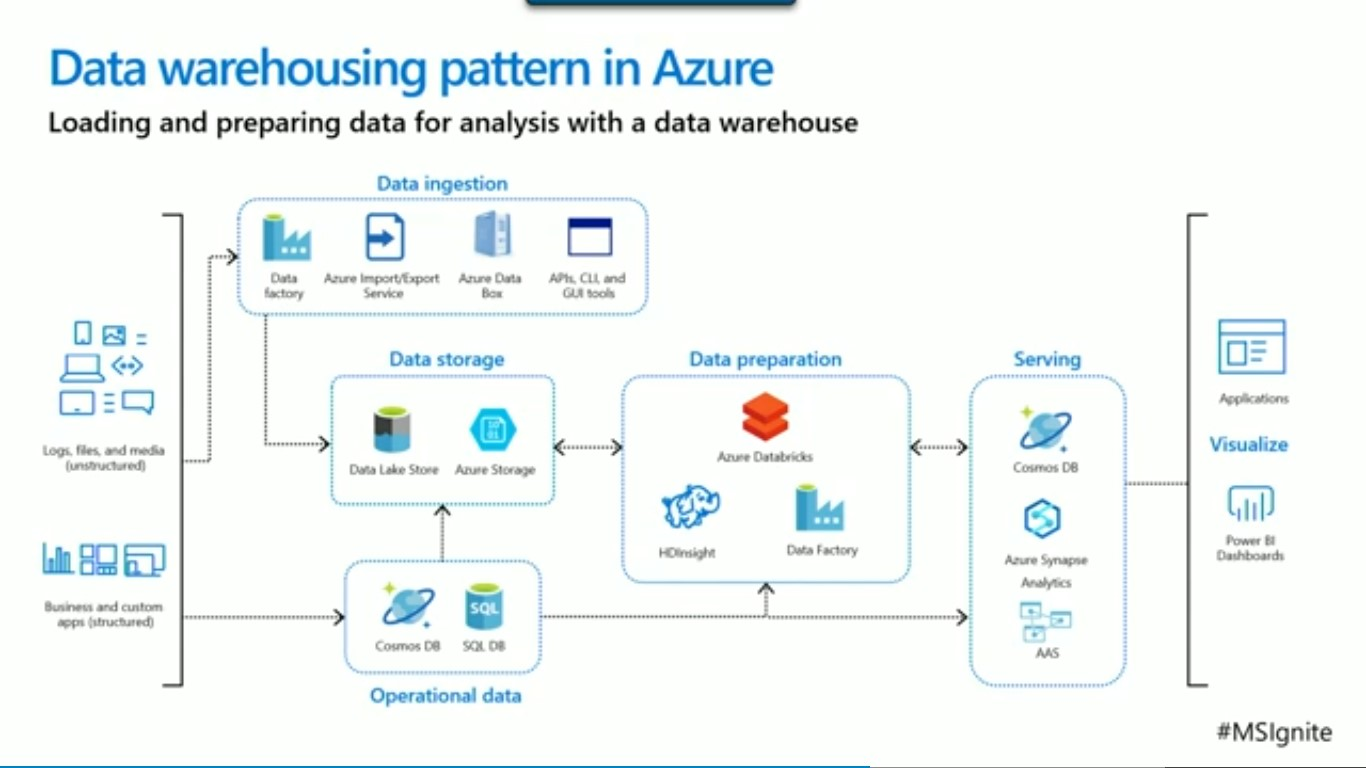 Data warehousing pattern in Azure
Loading and preparing data for analysis with a data warehouse
Data ingestion
Data
factory
Azure Import/Export
Service
Azure Data
Box
APIs, CLI, and
GUI tools
Logs, files, and media
(unstructured)
Business and custom
apps (structured)
Data storage
Data Lake Store
10
01
Azure Storage
Cosmos DB
SQL
SQL DB
Operational data
Data preparation
Azure Databricks
HDInsight
Data Factory
Serving
Cosmos DB
Azure Synapse
Analytics
AAS
Applications
Visualize
Power BI
Dashboards
#MSIgnite